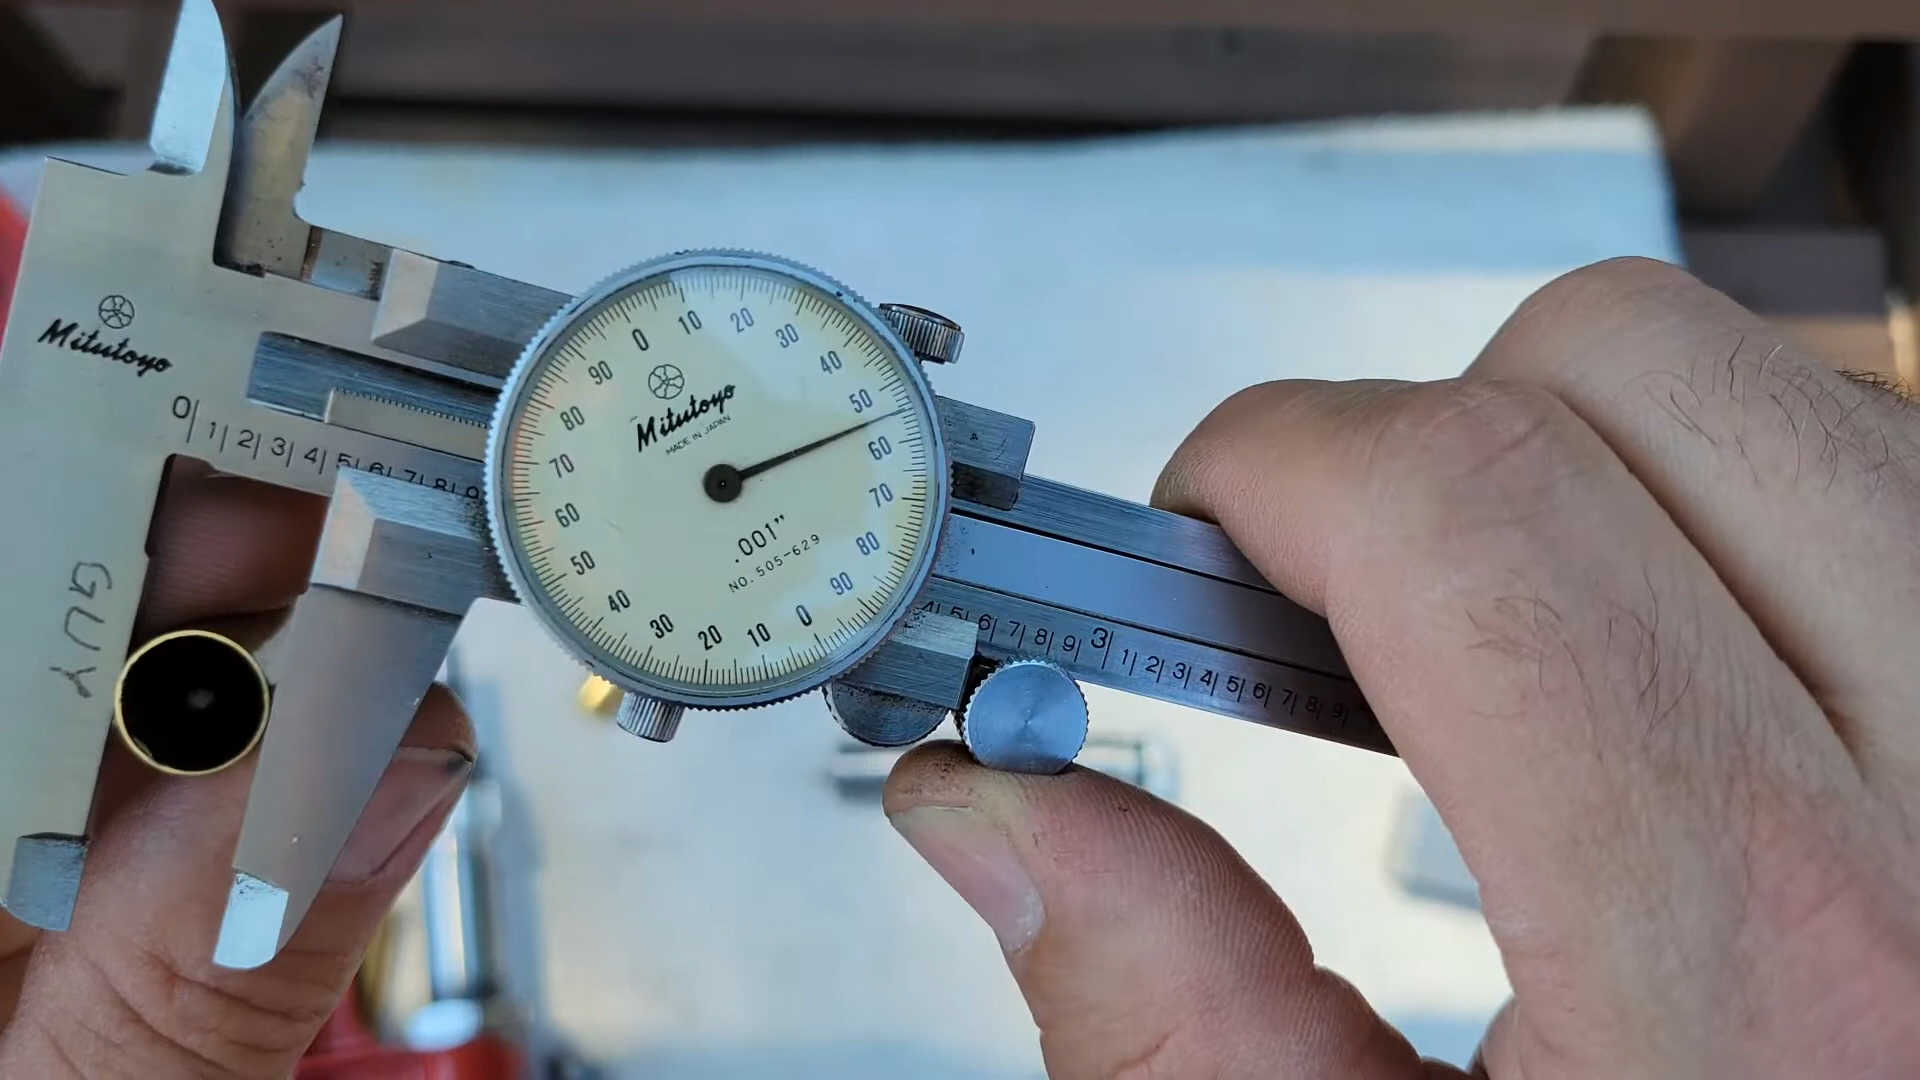 Mitutoyo
0 1 2 3 4 5 6 7 8 9
GUY
0 10 20 30 40 50 60 70 80 90 0 10 20 30 40 50 60 70 80 90
Mitutoyo
MADE IN JAPAN
.001"
NO. 505-629
4 5 6 7 8 9 3 1 2 3 4 5 6 7 8 9